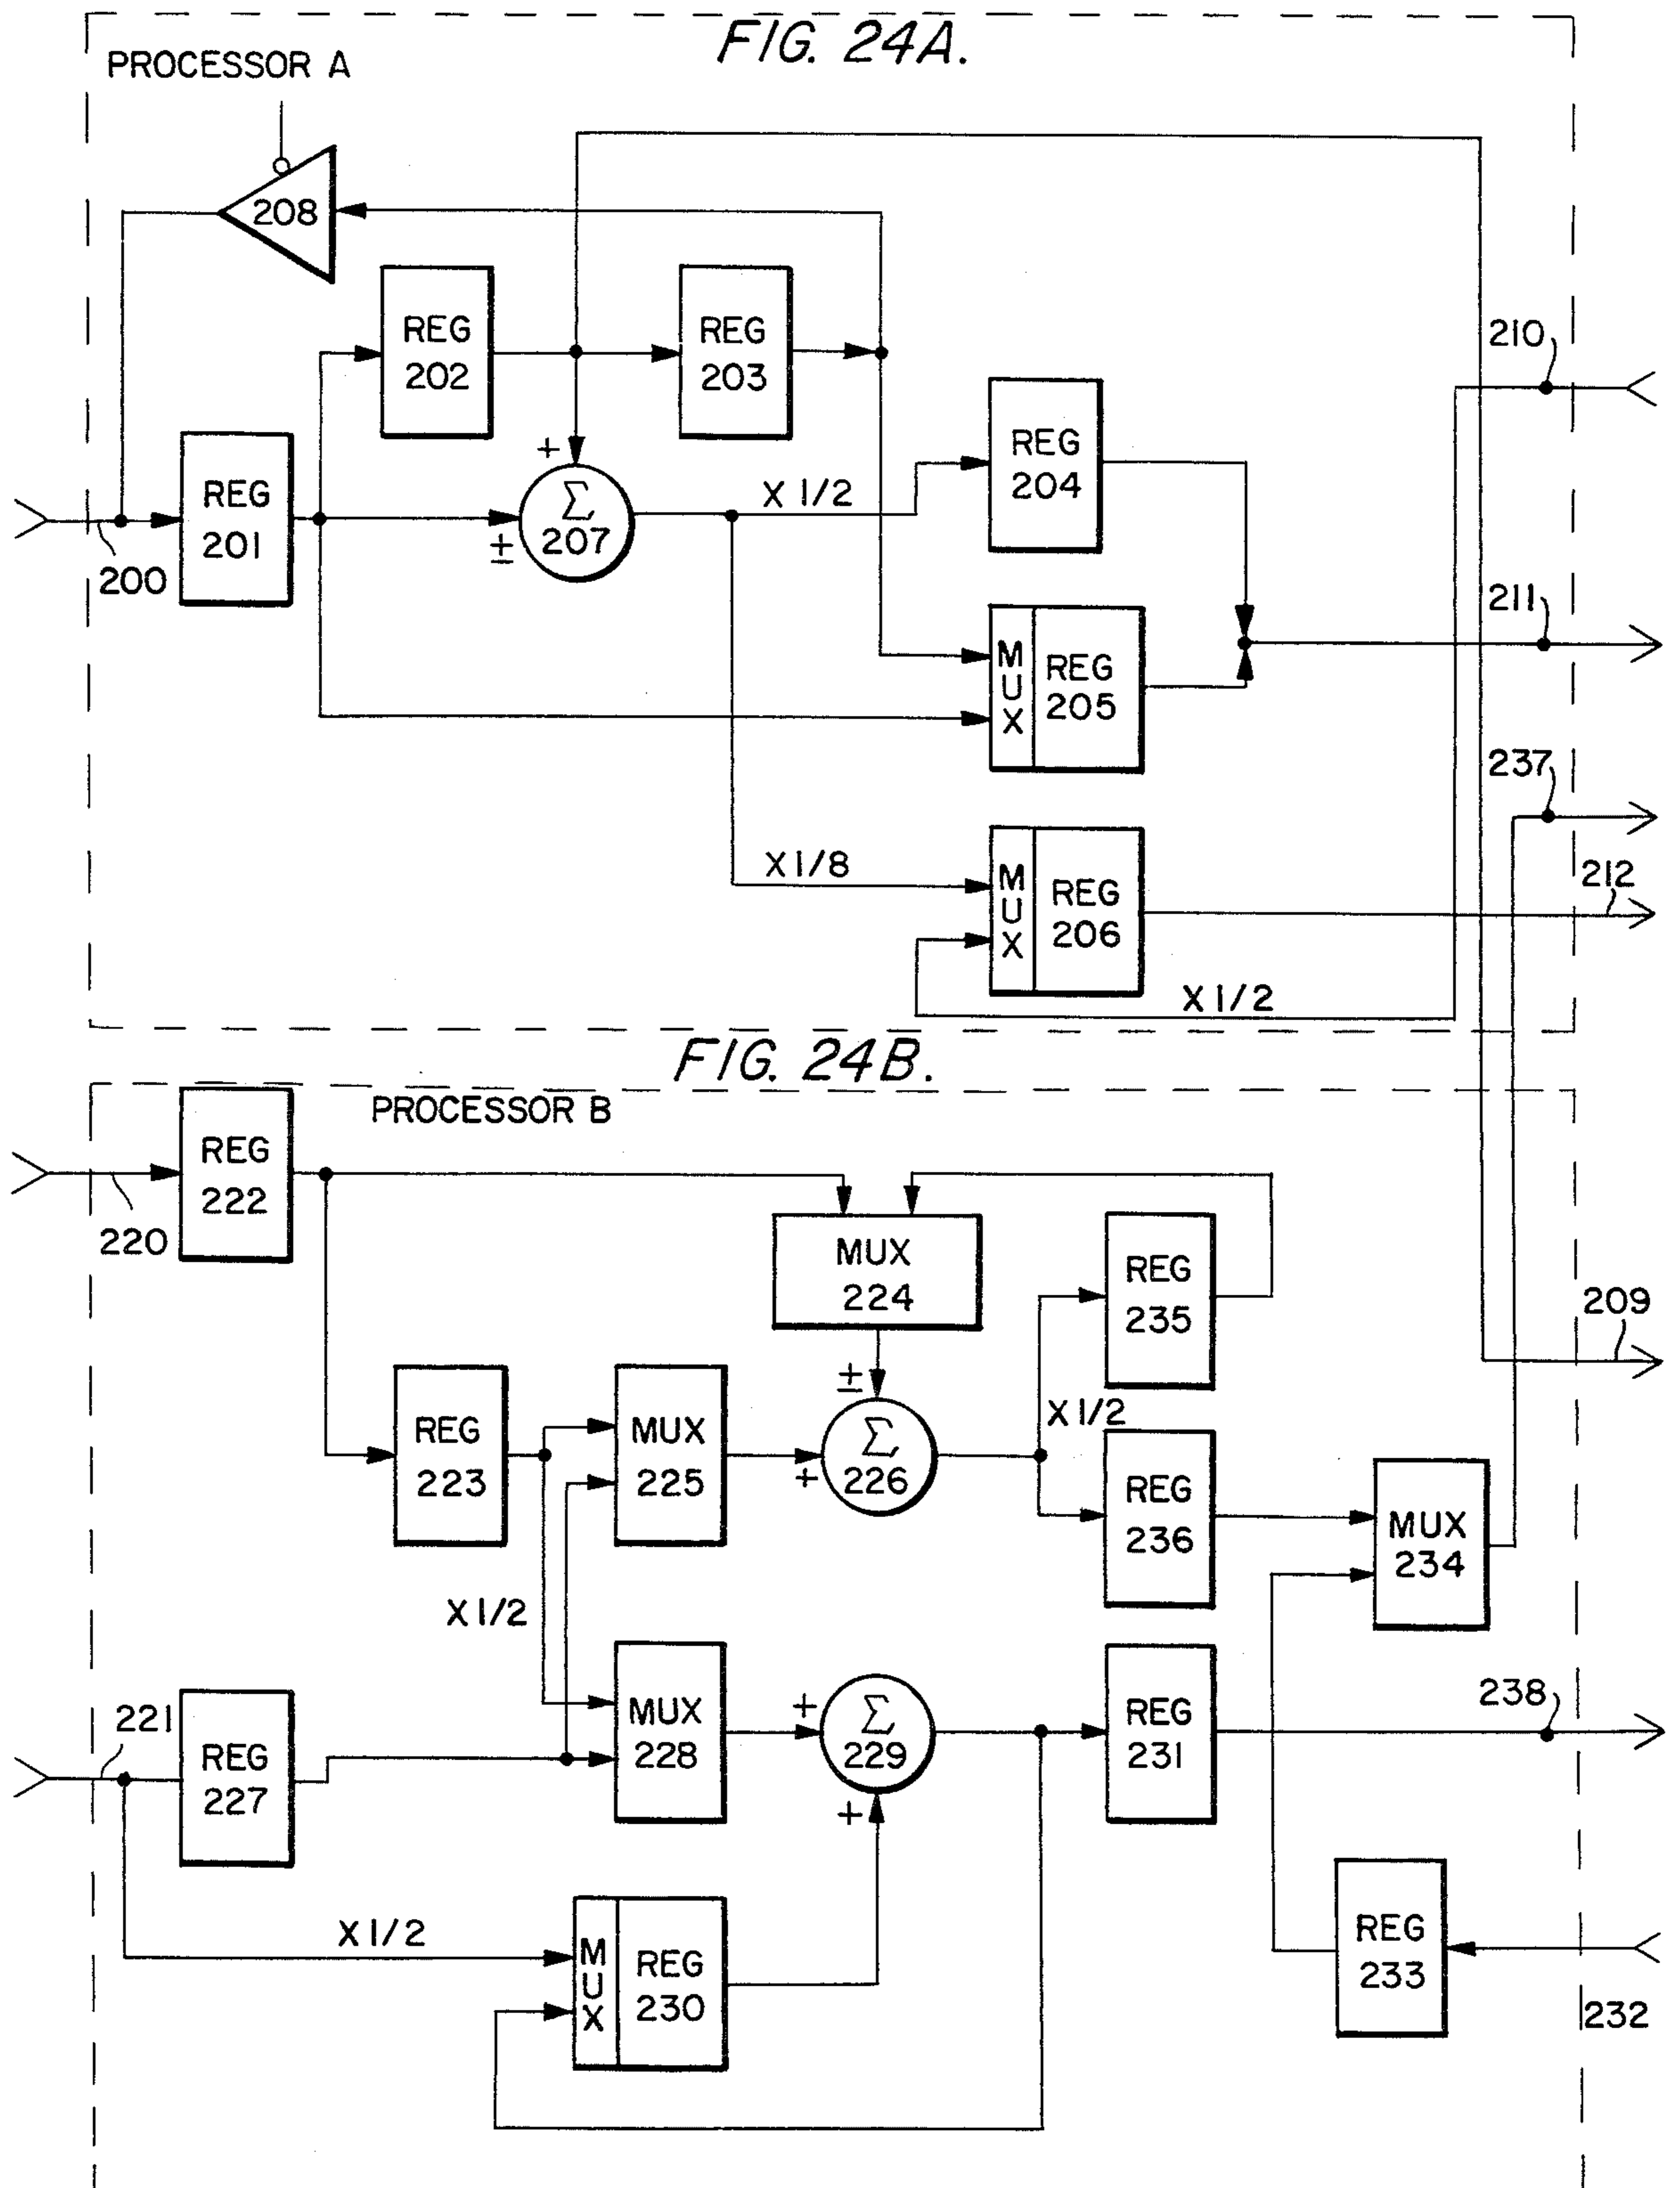 FIG. 24A.
PROCESSOR A
208
REG
202
REG
203
210
REG
201
200
+
±
Σ
207
X 1/2
REG
204
211
MUX
REG
205
237
X 1/8
MUX
REG
206
212
X 1/2
FIG. 24B.
PROCESSOR B
REG
222
220
MUX
224
REG
235
209
±
REG
223
MUX
225
+
Σ
226
X 1/2
REG
236
MUX
234
X 1/2
221
REG
227
MUX
228
+
Σ
229
+
REG
231
238
X 1/2
MUX
REG
230
REG
233
232